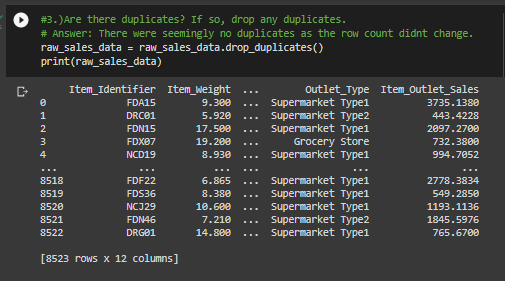 #3.)Are there duplicates? If so, drop any duplicates.
# Answer: There were seemingly no duplicates as the row count didnt change.
raw_sales_data = raw_sales_data.drop_duplicates()
print(raw_sales_data)
Item_Identifier Item_Weight ... Outlet_Type Item_Outlet_Sales
0 FDA15 9.300 ... Supermarket Type1 3735.1380
1 DRC01 5.920 ... Supermarket Type2 443.4228
2 FDN15 17.500 ... Supermarket Type1 2097.2700
3 FDX07 19.200 ... Grocery Store 732.3800
4 NCD19 8.930 ... Supermarket Type1 994.7052
... ... ... ... ... ...
8518 FDF22 6.865 ... Supermarket Type1 2778.3834
8519 FDS36 8.380 ... Supermarket Type1 549.2850
8520 NCJ29 10.600 ... Supermarket Type1 1193.1136
8521 FDN46 7.210 ... Supermarket Type2 1845.5976
8522 DRG01 14.800 ... Supermarket Type1 765.6700
[8523 rows x 12 columns]